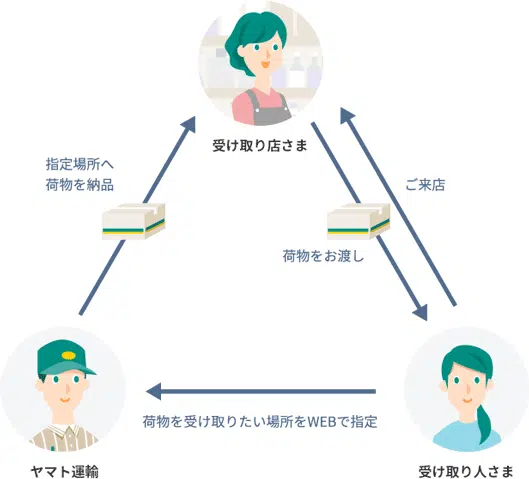 受け取り店さま
指定場所へ
荷物を納品
ご来店
荷物をお渡し
荷物を受け取りたい場所をWEBで指定
ヤマト運輸
受け取り人さま